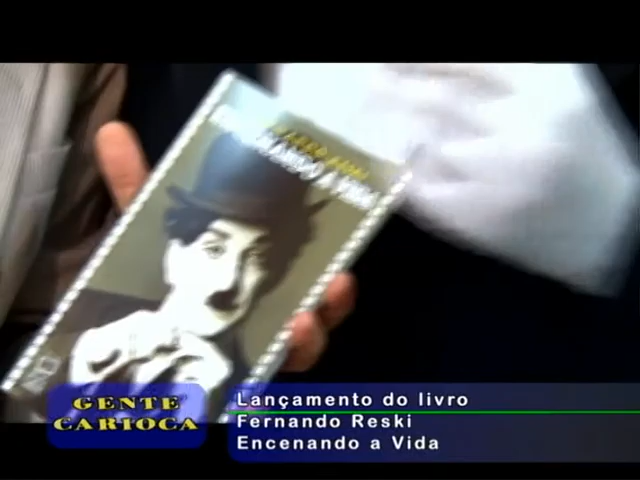 GENTE
CARIOCA
Lançamento do livro
Fernando Reski
Encenando a Vida